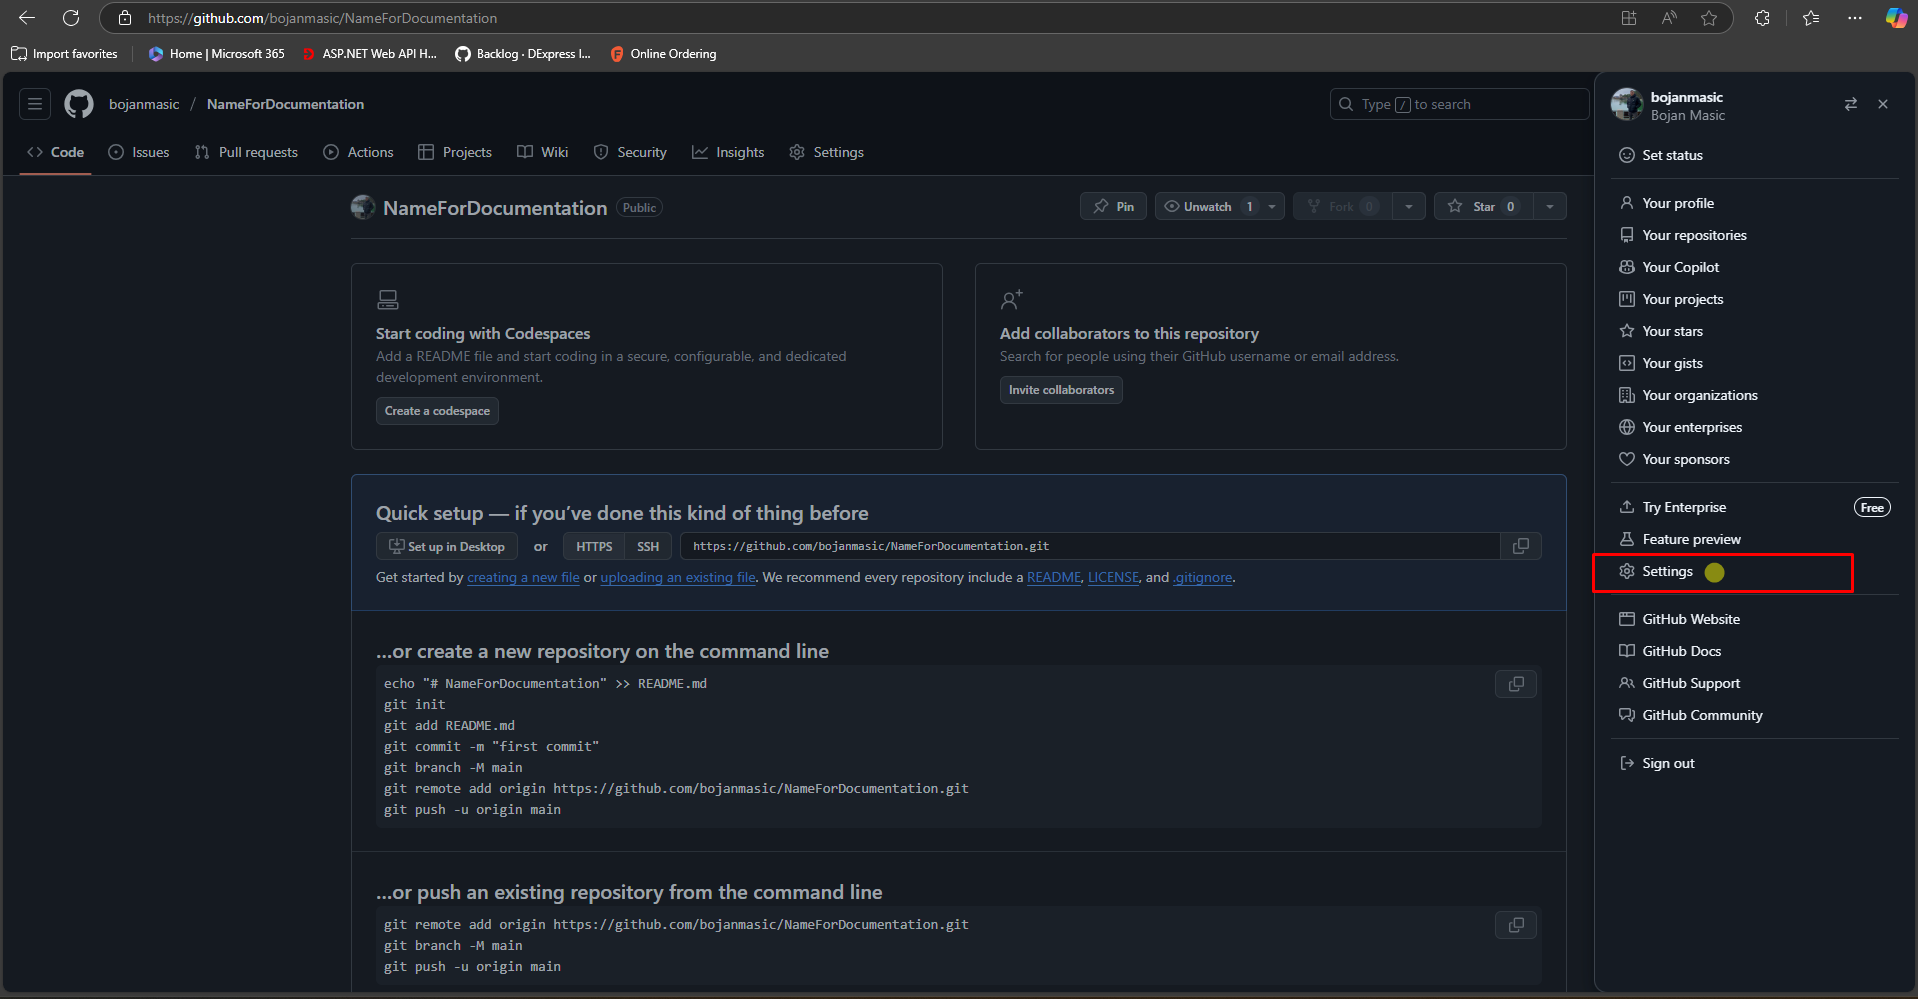 https://github.com/bojanmasic/NameForDocumentation
Import favorites
Home | Microsoft 365
ASP.NET Web API H...
Backlog · DExpress I...
Online Ordering
bojanmasic / NameForDocumentation
Type / to search
Code
Issues
Pull requests
Actions
Projects
Wiki
Security
Insights
Settings
NameForDocumentation Public
Pin
Unwatch 1
Fork 0
Star 0
Start coding with Codespaces
Add a README file and start coding in a secure, configurable, and dedicated
development environment.
Create a codespace
Add collaborators to this repository
Search for people using their GitHub username or email address.
Invite collaborators
Quick setup — if you’ve done this kind of thing before
Set up in Desktop or HTTPS SSH https://github.com/bojanmasic/NameForDocumentation.git
Get started by creating a new file or uploading an existing file. We recommend every repository include a README, LICENSE, and .gitignore.
…or create a new repository on the command line
echo "# NameForDocumentation" >> README.md
git init
git add README.md
git commit -m "first commit"
git branch -M main
git remote add origin https://github.com/bojanmasic/NameForDocumentation.git
git push -u origin main
…or push an existing repository from the command line
git remote add origin https://github.com/bojanmasic/NameForDocumentation.git
git branch -M main
git push -u origin main
bojanmasic
Bojan Masic
Set status
Your profile
Your repositories
Your Copilot
Your projects
Your stars
Your gists
Your organizations
Your enterprises
Your sponsors
Try Enterprise Free
Feature preview
Settings
GitHub Website
GitHub Docs
GitHub Support
GitHub Community
Sign out